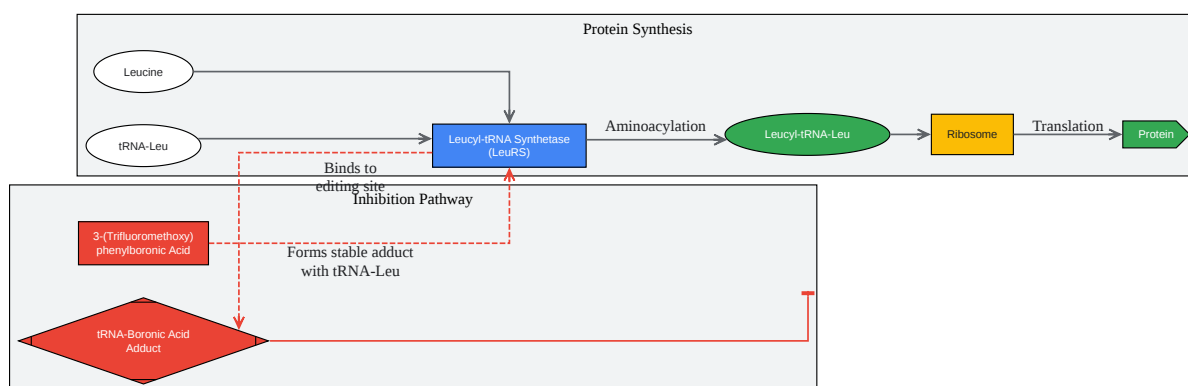 Protein Synthesis
Leucine
tRNA-Leu
Leucyl-tRNA Synthetase
(LeuRS)
Aminoacylation
Leucyl-tRNA-Leu
Ribosome
Translation
Protein
Binds to
editing site
Inhibition Pathway
3-(Trifluoromethoxy)
phenylboronic Acid
Forms stable adduct
with tRNA-Leu
tRNA-Boronic Acid
Adduct